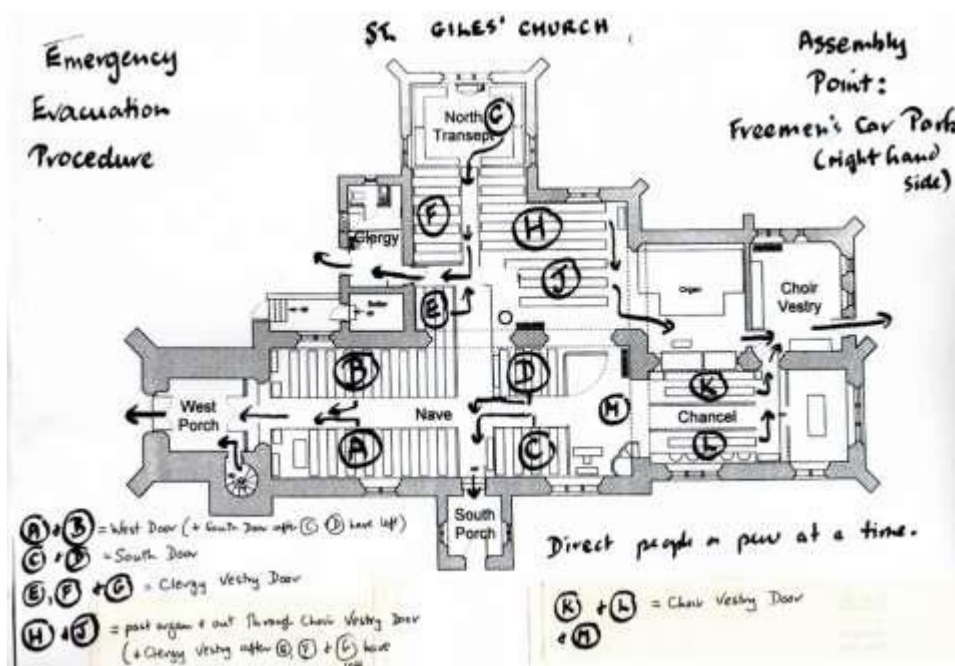 ST. GILES' CHURCH
Emergency
Evacuation
Procedure
Assembly
Point:
Freemen's Car Park
(right hand
side)
North
Transept
G
F
H
Clergy
J
E
Organ
Choir
Vestry
B
D
K
M
West
Porch
Nave
Chancel
A
C
L
South
Porch
A + B = West Door (+ South Door after C D have left)
C + D = South Door
E, F + G = Clergy Vestry Door
H + J = past organ + out through Choir Vestry Door
(+ Clergy Vestry after E, F + G have
left
Direct people a pew at a time.
K + L = Choir Vestry Door
+ M